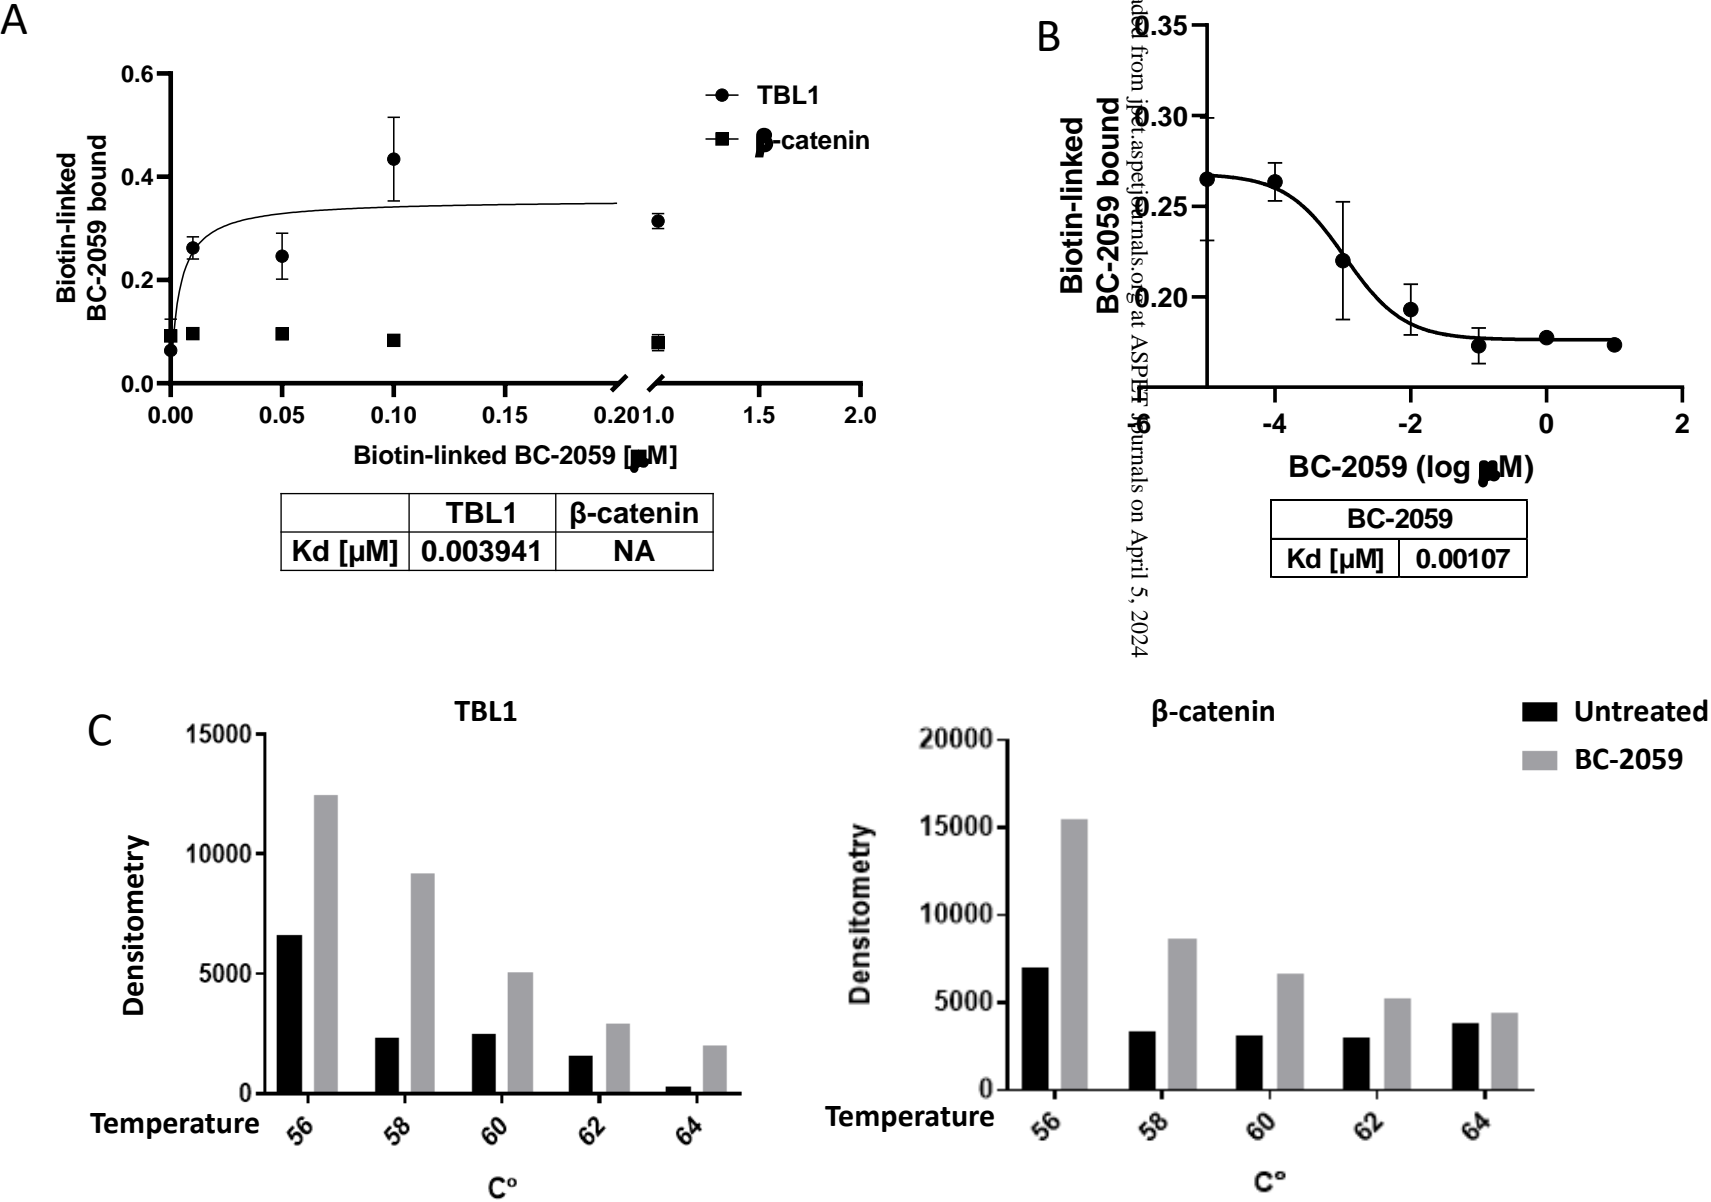 A
0.6
0.4
0.2
0.0
Biotin-linked
BC-2059 bound
TBL1
β-catenin
0.00 0.05 0.10 0.15 0.20 1.0 1.5 2.0
Biotin-linked BC-2059 [μM]
TBL1 β-catenin
Kd [μM] 0.003941 NA
B
0.35
0.30
0.25
0.20
Biotin-linked
BC-2059 bound
-6 -4 -2 0 2
BC-2059 (log μM)
BC-2059
Kd [μM] 0.00107
aded from jpet.aspetjournals.org at ASPET Journals on April 5, 2024
C
TBL1
15000
10000
5000
0
Densitometry
Temperature
56 58 60 62 64
C°
β-catenin
20000
15000
10000
5000
0
Densitometry
Temperature
56 58 60 62 64
C°
Untreated
BC-2059